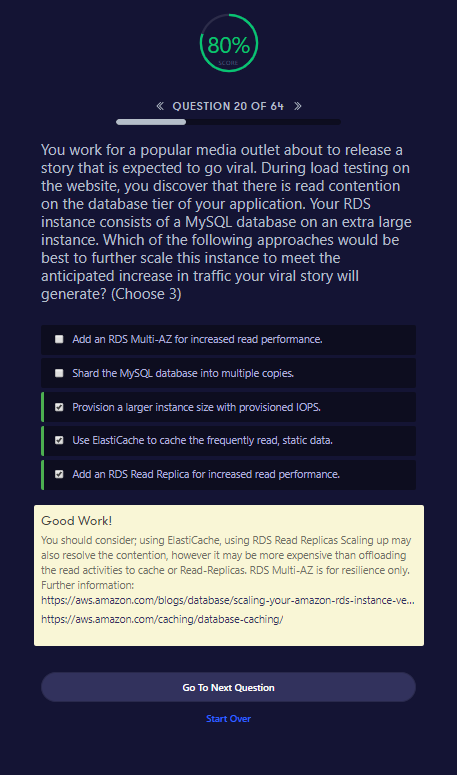 80%
SCORE
« QUESTION 20 OF 64 »
You work for a popular media outlet about to release a
story that is expected to go viral. During load testing on
the website, you discover that there is read contention
on the database tier of your application. Your RDS
instance consists of a MySQL database on an extra large
instance. Which of the following approaches would be
best to further scale this instance to meet the
anticipated increase in traffic your viral story will
generate? (Choose 3)
Add an RDS Multi-AZ for increased read performance.
Shard the MySQL database into multiple copies.
Provision a larger instance size with provisioned IOPS.
Use ElastiCache to cache the frequently read, static data.
Add an RDS Read Replica for increased read performance.
Good Work!
You should consider; using ElastiCache, using RDS Read Replicas Scaling up may
also resolve the contention, however it may be more expensive than offloading
the read activities to cache or Read-Replicas. RDS Multi-AZ is for resilience only.
Further information:
https://aws.amazon.com/blogs/database/scaling-your-amazon-rds-instance-ve...
https://aws.amazon.com/caching/database-caching/
Go To Next Question
Start Over